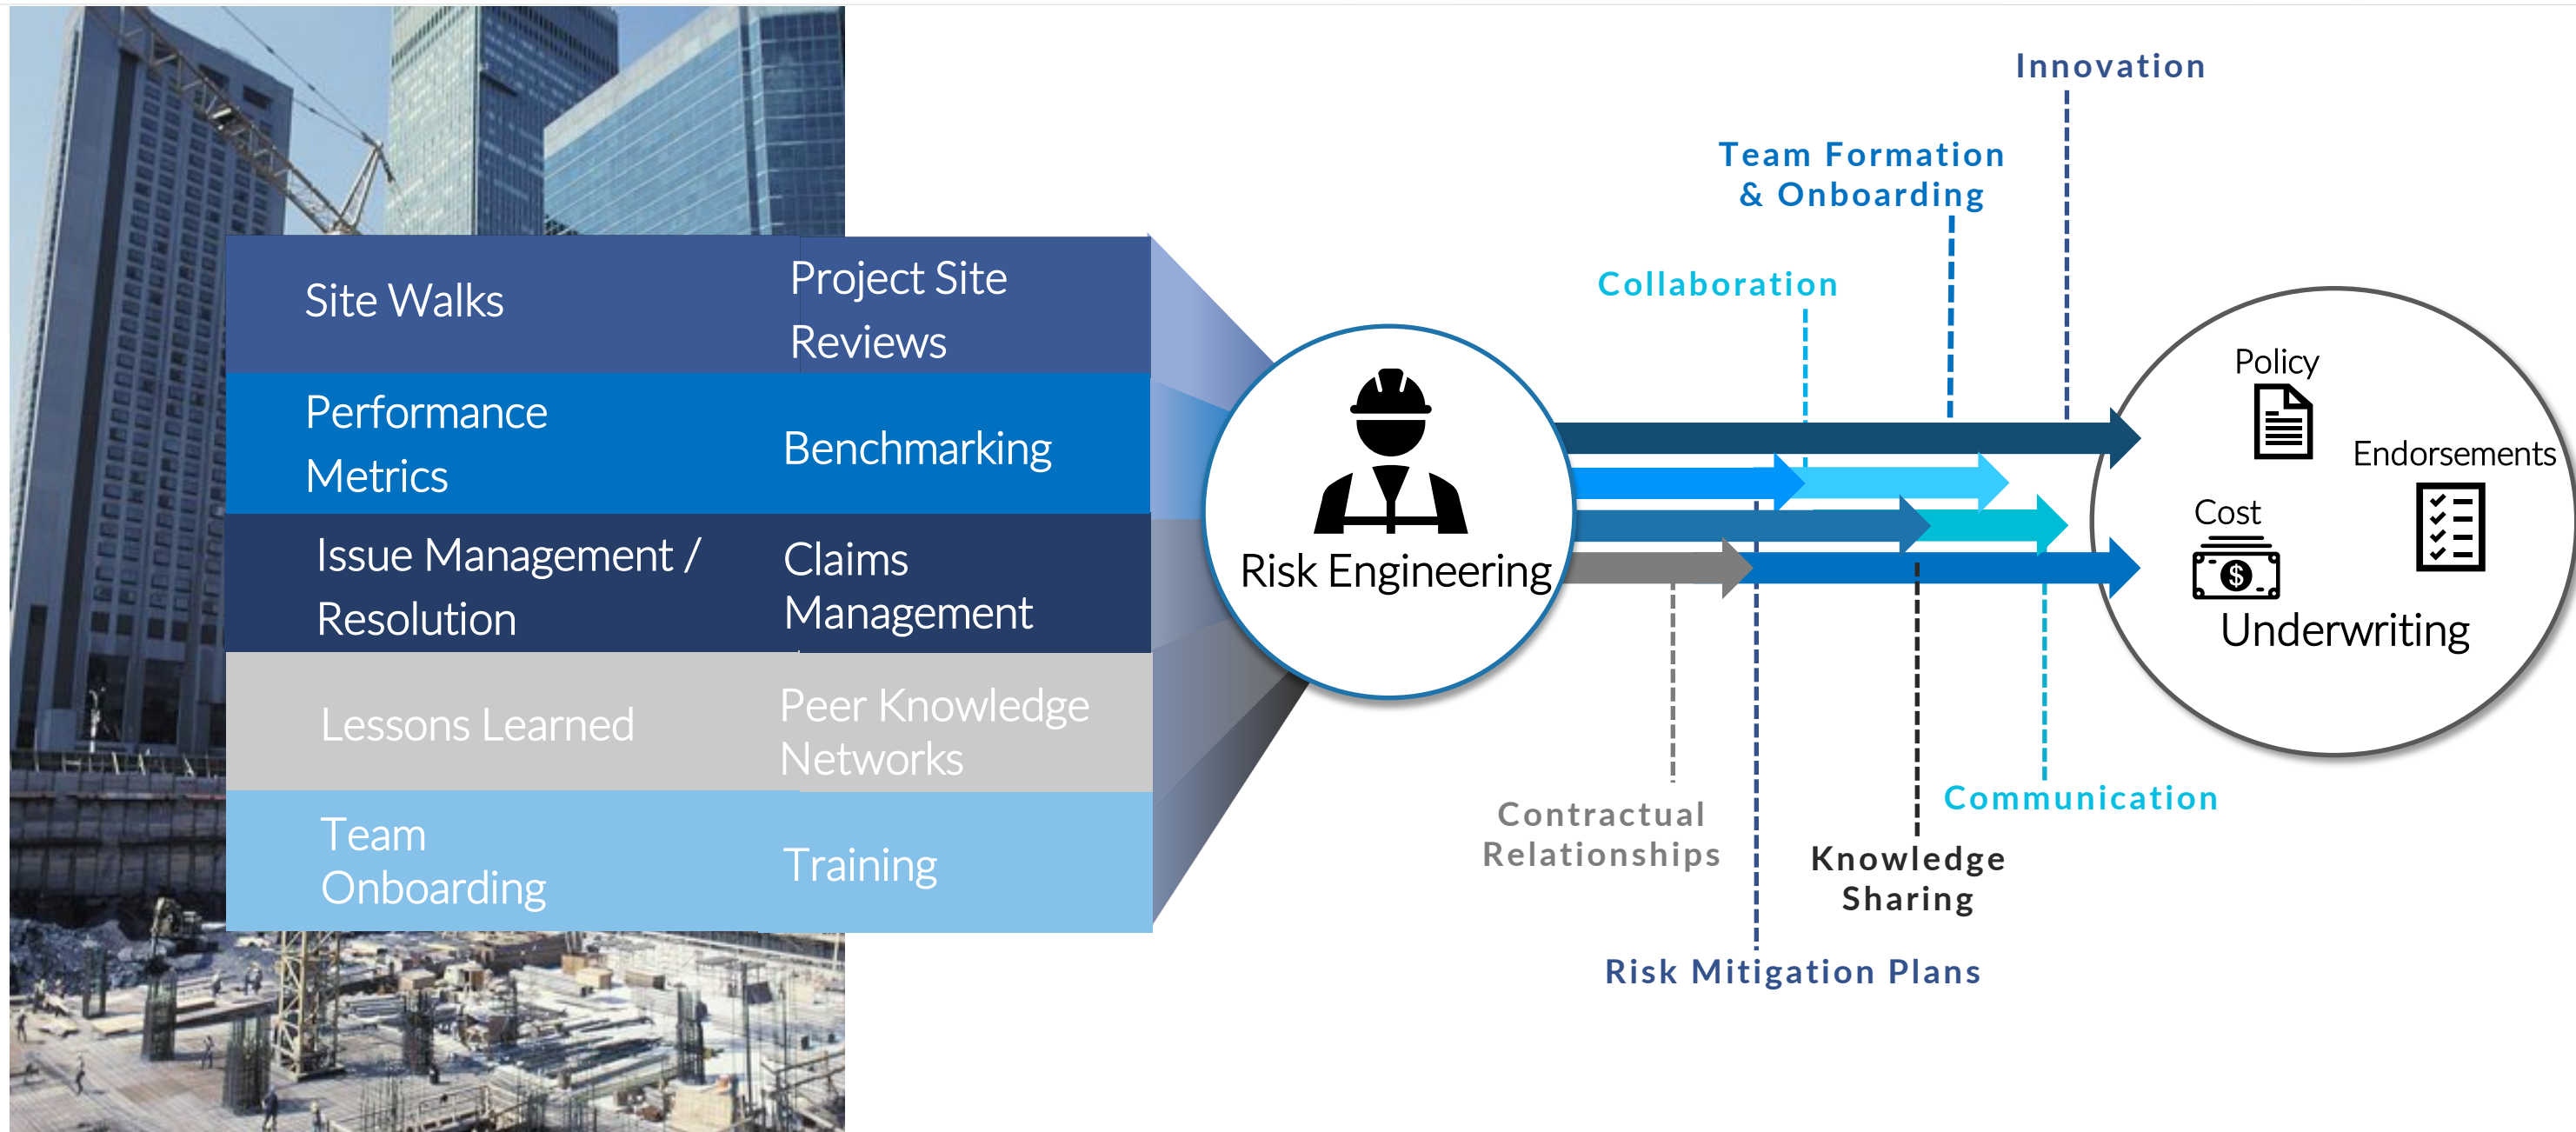 Site Walks
Project Site
Reviews
Performance
Metrics
Benchmarking
Issue Management /
Resolution
Claims
Management
Lessons Learned
Peer Knowledge
Networks
Team
Onboarding
Training
Risk Engineering
Innovation
Team Formation
& Onboarding
Collaboration
Contractual
Relationships
Risk Mitigation Plans
Knowledge
Sharing
Communication
Policy
Endorsements
Cost
$
Underwriting